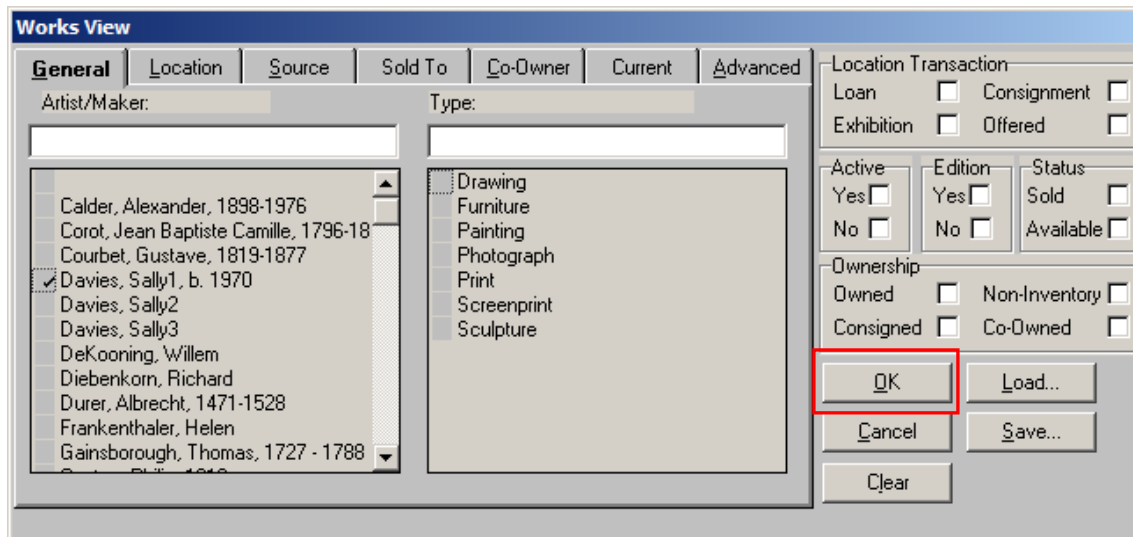 Works View
General Location Source Sold To Co-Owner Current Advanced
Artist/Maker:
Calder, Alexander, 1898-1976
Corot, Jean Baptiste Camille, 1796-18
Courbet, Gustave, 1819-1877
Davies, Sally1, b. 1970
Davies, Sally2
Davies, Sally3
DeKooning, Willem
Diebenkorn, Richard
Durer, Albrecht, 1471-1528
Frankenthaler, Helen
Gainsborough, Thomas, 1727 - 1788
Type:
Drawing
Furniture
Painting
Photograph
Print
Screenprint
Sculpture
Location Transaction
Loan Consignment
Exhibition Offered
Active
Yes
No
Edition
Yes
No
Status
Sold
Available
Ownership
Owned Non-Inventory
Consigned Co-Owned
OK Load...
Cancel Save...
Clear